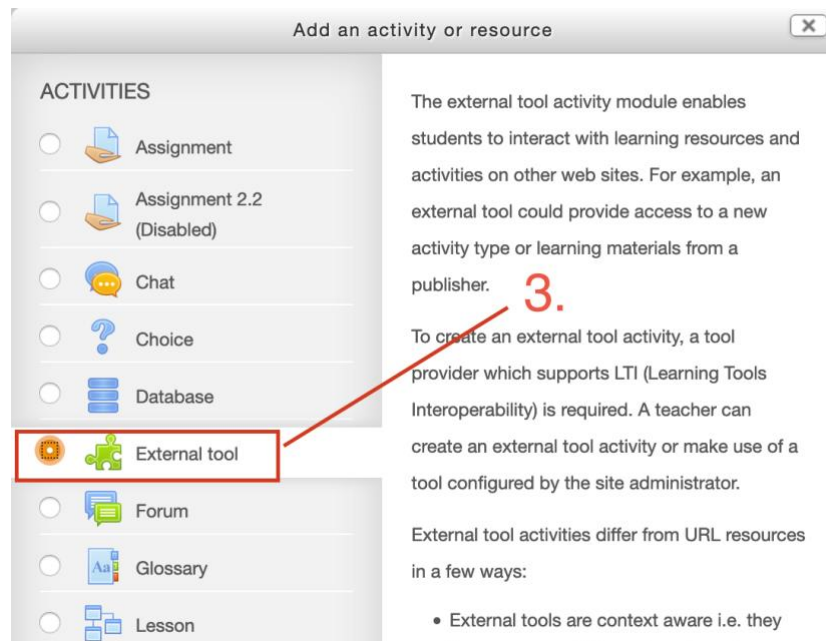 Add an activity or resource
ACTIVITIES
Assignment
Assignment 2.2
(Disabled)
Chat
Choice
Database
External tool
Forum
Aa
Glossary
Lesson
The external tool activity module enables
students to interact with learning resources and
activities on other web sites. For example, an
external tool could provide access to a new
activity type or learning materials from a
publisher.
3.
To create an external tool activity, a tool
provider which supports LTI (Learning Tools
Interoperability) is required. A teacher can
create an external tool activity or make use of a
tool configured by the site administrator.
External tool activities differ from URL resources
in a few ways:
• External tools are context aware i.e. they